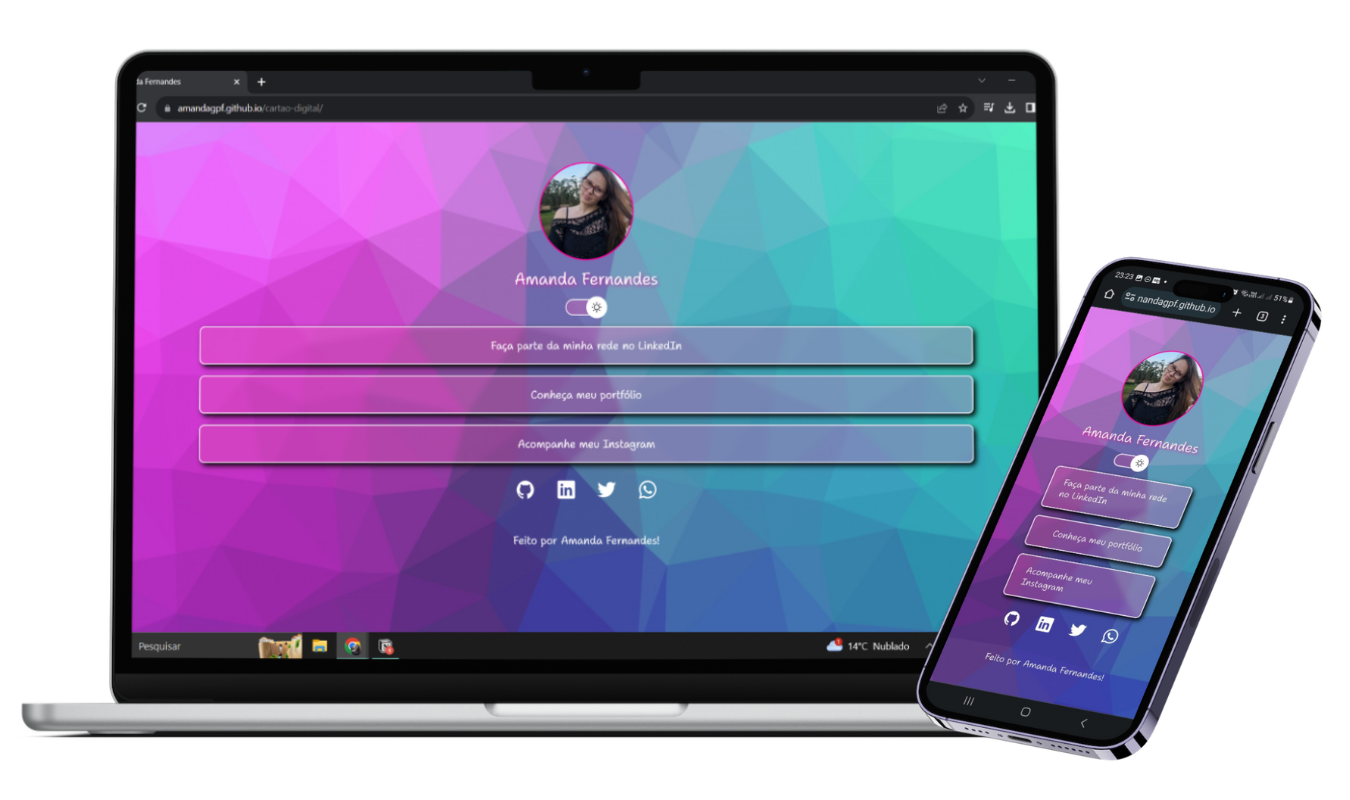 da Fernandes
amandagpf.github.io/cartao-digital/
Amanda Fernandes
Faça parte da minha rede no LinkedIn
Conheça meu portfólio
Acompanhe meu Instagram
Feito por Amanda Fernandes!
Pesquisar
14°C Nublado
23:23
51%
nandagpf.github.io
Amanda Fernandes
Faça parte da minha rede
no LinkedIn
Conheça meu portfólio
Acompanhe meu
Instagram
Feito por Amanda Fernandes!